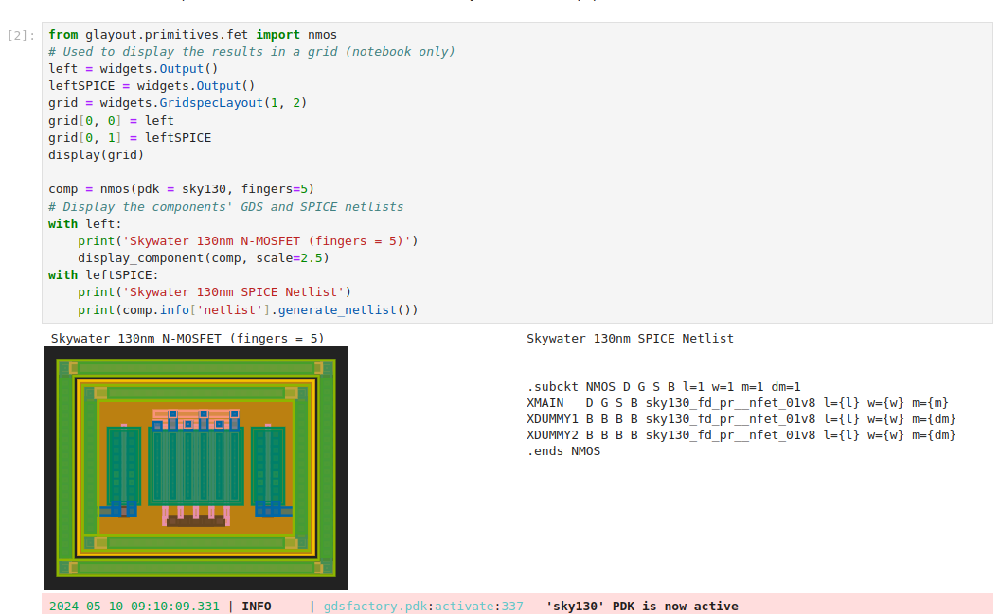 [2]:
from glayout.primitives.fet import nmos
# Used to display the results in a grid (notebook only)
left = widgets.Output()
leftSPICE = widgets.Output()
grid = widgets.GridspecLayout(1, 2)
grid[0, 0] = left
grid[0, 1] = leftSPICE
display(grid)

comp = nmos(pdk = sky130, fingers=5)
# Display the components' GDS and SPICE netlists
with left:
    print('Skywater 130nm N-MOSFET (fingers = 5)')
    display_component(comp, scale=2.5)
with leftSPICE:
    print('Skywater 130nm SPICE Netlist')
    print(comp.info['netlist'].generate_netlist())
Skywater 130nm N-MOSFET (fingers = 5)
Skywater 130nm SPICE Netlist
.subckt NMOS D G S B l=1 w=1 m=1 dm=1
XMAIN   D G S B sky130_fd_pr__nfet_01v8 l={l} w={w} m={m}
XDUMMY1 B B B B sky130_fd_pr__nfet_01v8 l={l} w={w} m={dm}
XDUMMY2 B B B B sky130_fd_pr__nfet_01v8 l={l} w={w} m={dm}
.ends NMOS
2024-05-10 09:10:09.331 | INFO     | gdsfactory.pdk:activate:337 - 'sky130' PDK is now active